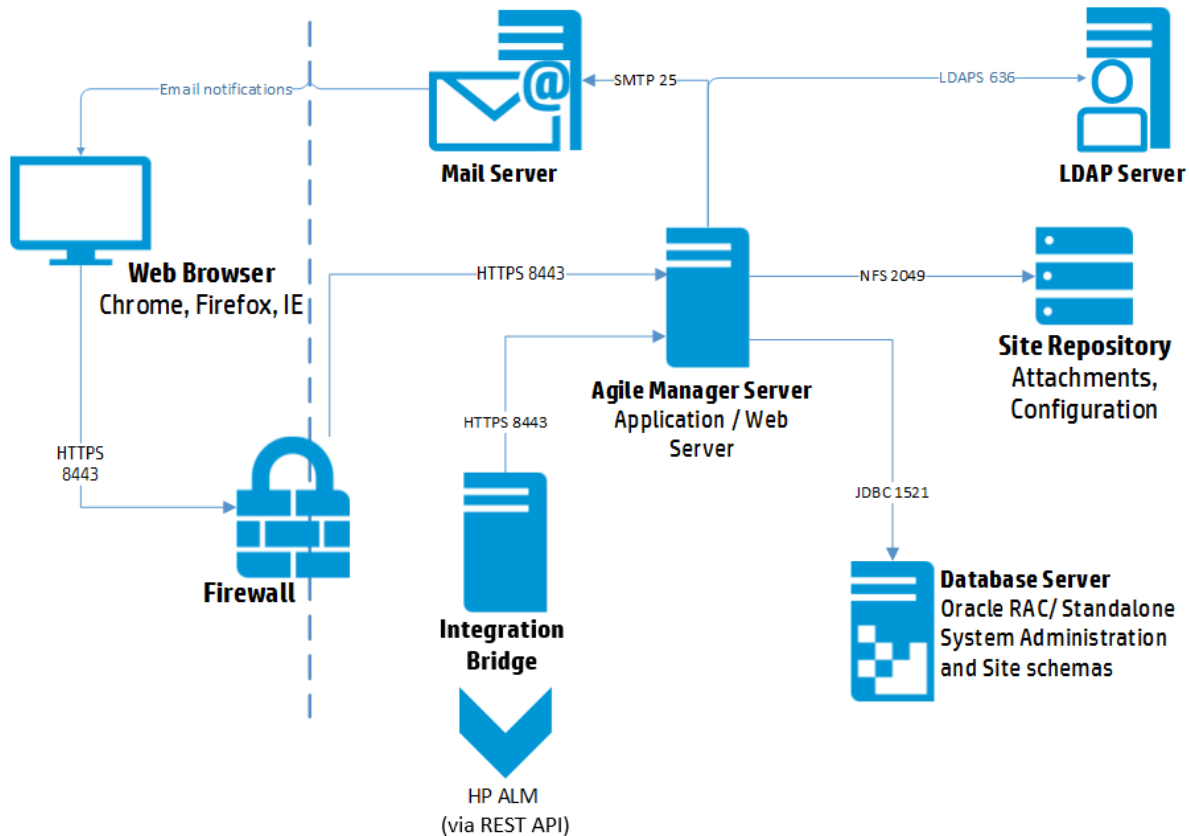 Email notifications
SMTP 25
LDAPS 636
@
Mail Server
LDAP Server
Web Browser
Chrome, Firefox, IE
HTTPS 8443
NFS 2049
Site Repository
Attachments,
Configuration
Agile Manager Server
Application / Web
Server
HTTPS 8443
HTTPS
8443
JDBC 1521
Firewall
Integration
Bridge
Database Server
Oracle RAC/ Standalone
System Administration
and Site schemas
HP ALM
(via REST API)